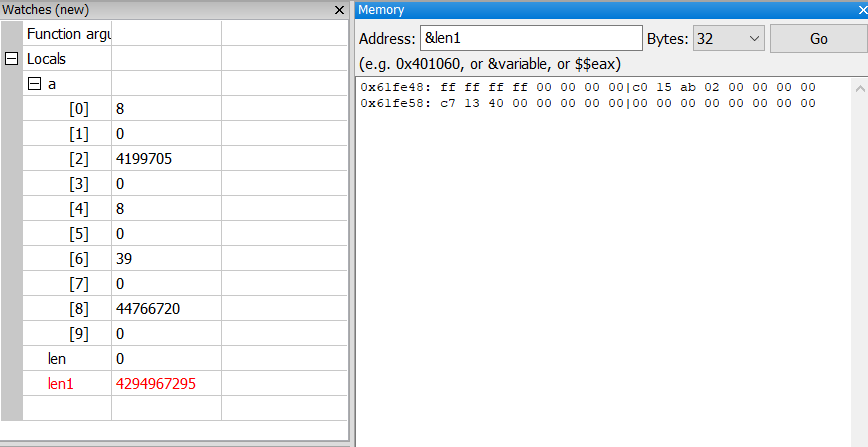 Watches (new)
Function argu
Locals
a
[0] 8
[1] 0
[2] 4199705
[3] 0
[4] 8
[5] 0
[6] 39
[7] 0
[8] 44766720
[9] 0
len 0
len1 4294967295
Memory
Address: &len1 Bytes: 32 Go
(e.g. 0x401060, or &variable, or $$eax)
0x61fe48: ff ff ff ff 00 00 00 00|c0 15 ab 02 00 00 00 00
0x61fe58: c7 13 40 00 00 00 00 00|00 00 00 00 00 00 00 00